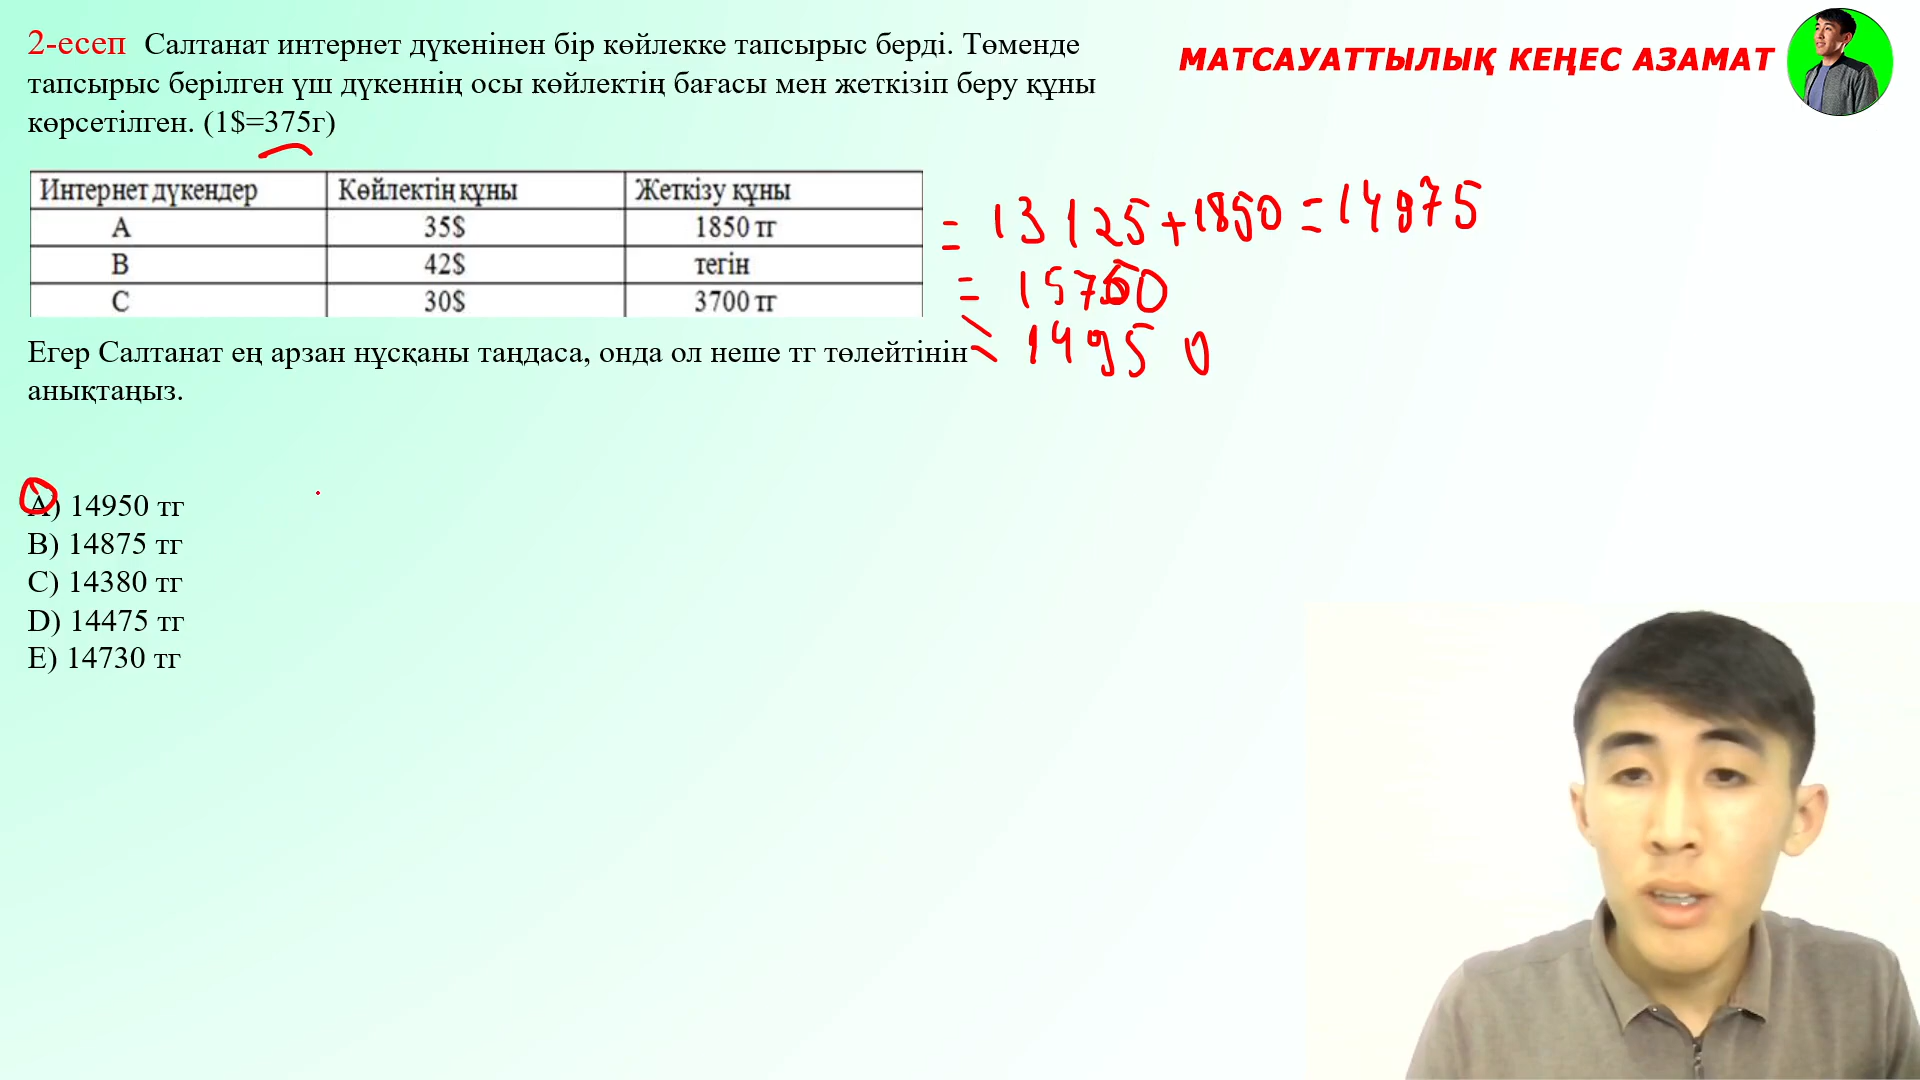 2-есеп Салтанат интернет дүкенінен бір көйлекке тапсырыс берді. Төменде
тапсырыс берілген үш дүкеннің осы көйлектің бағасы мен жеткізіп беру құны
көрсетілген. (1$=375г)
МАТСАУАТТЫЛЫҚ КЕҢЕС АЗАМАТ
Интернет дүкендер Көйлектің құны Жеткізу құны
A 35$ 1850 тг
B 42$ тегін
C 30$ 3700 тг
= 13125+1850=14975
= 15750
= 14950
Егер Салтанат ең арзан нұсқаны таңдаса, онда ол неше тг төлейтінін
анықтаңыз.
A) 14950 тг
B) 14875 тг
C) 14380 тг
D) 14475 тг
E) 14730 тг